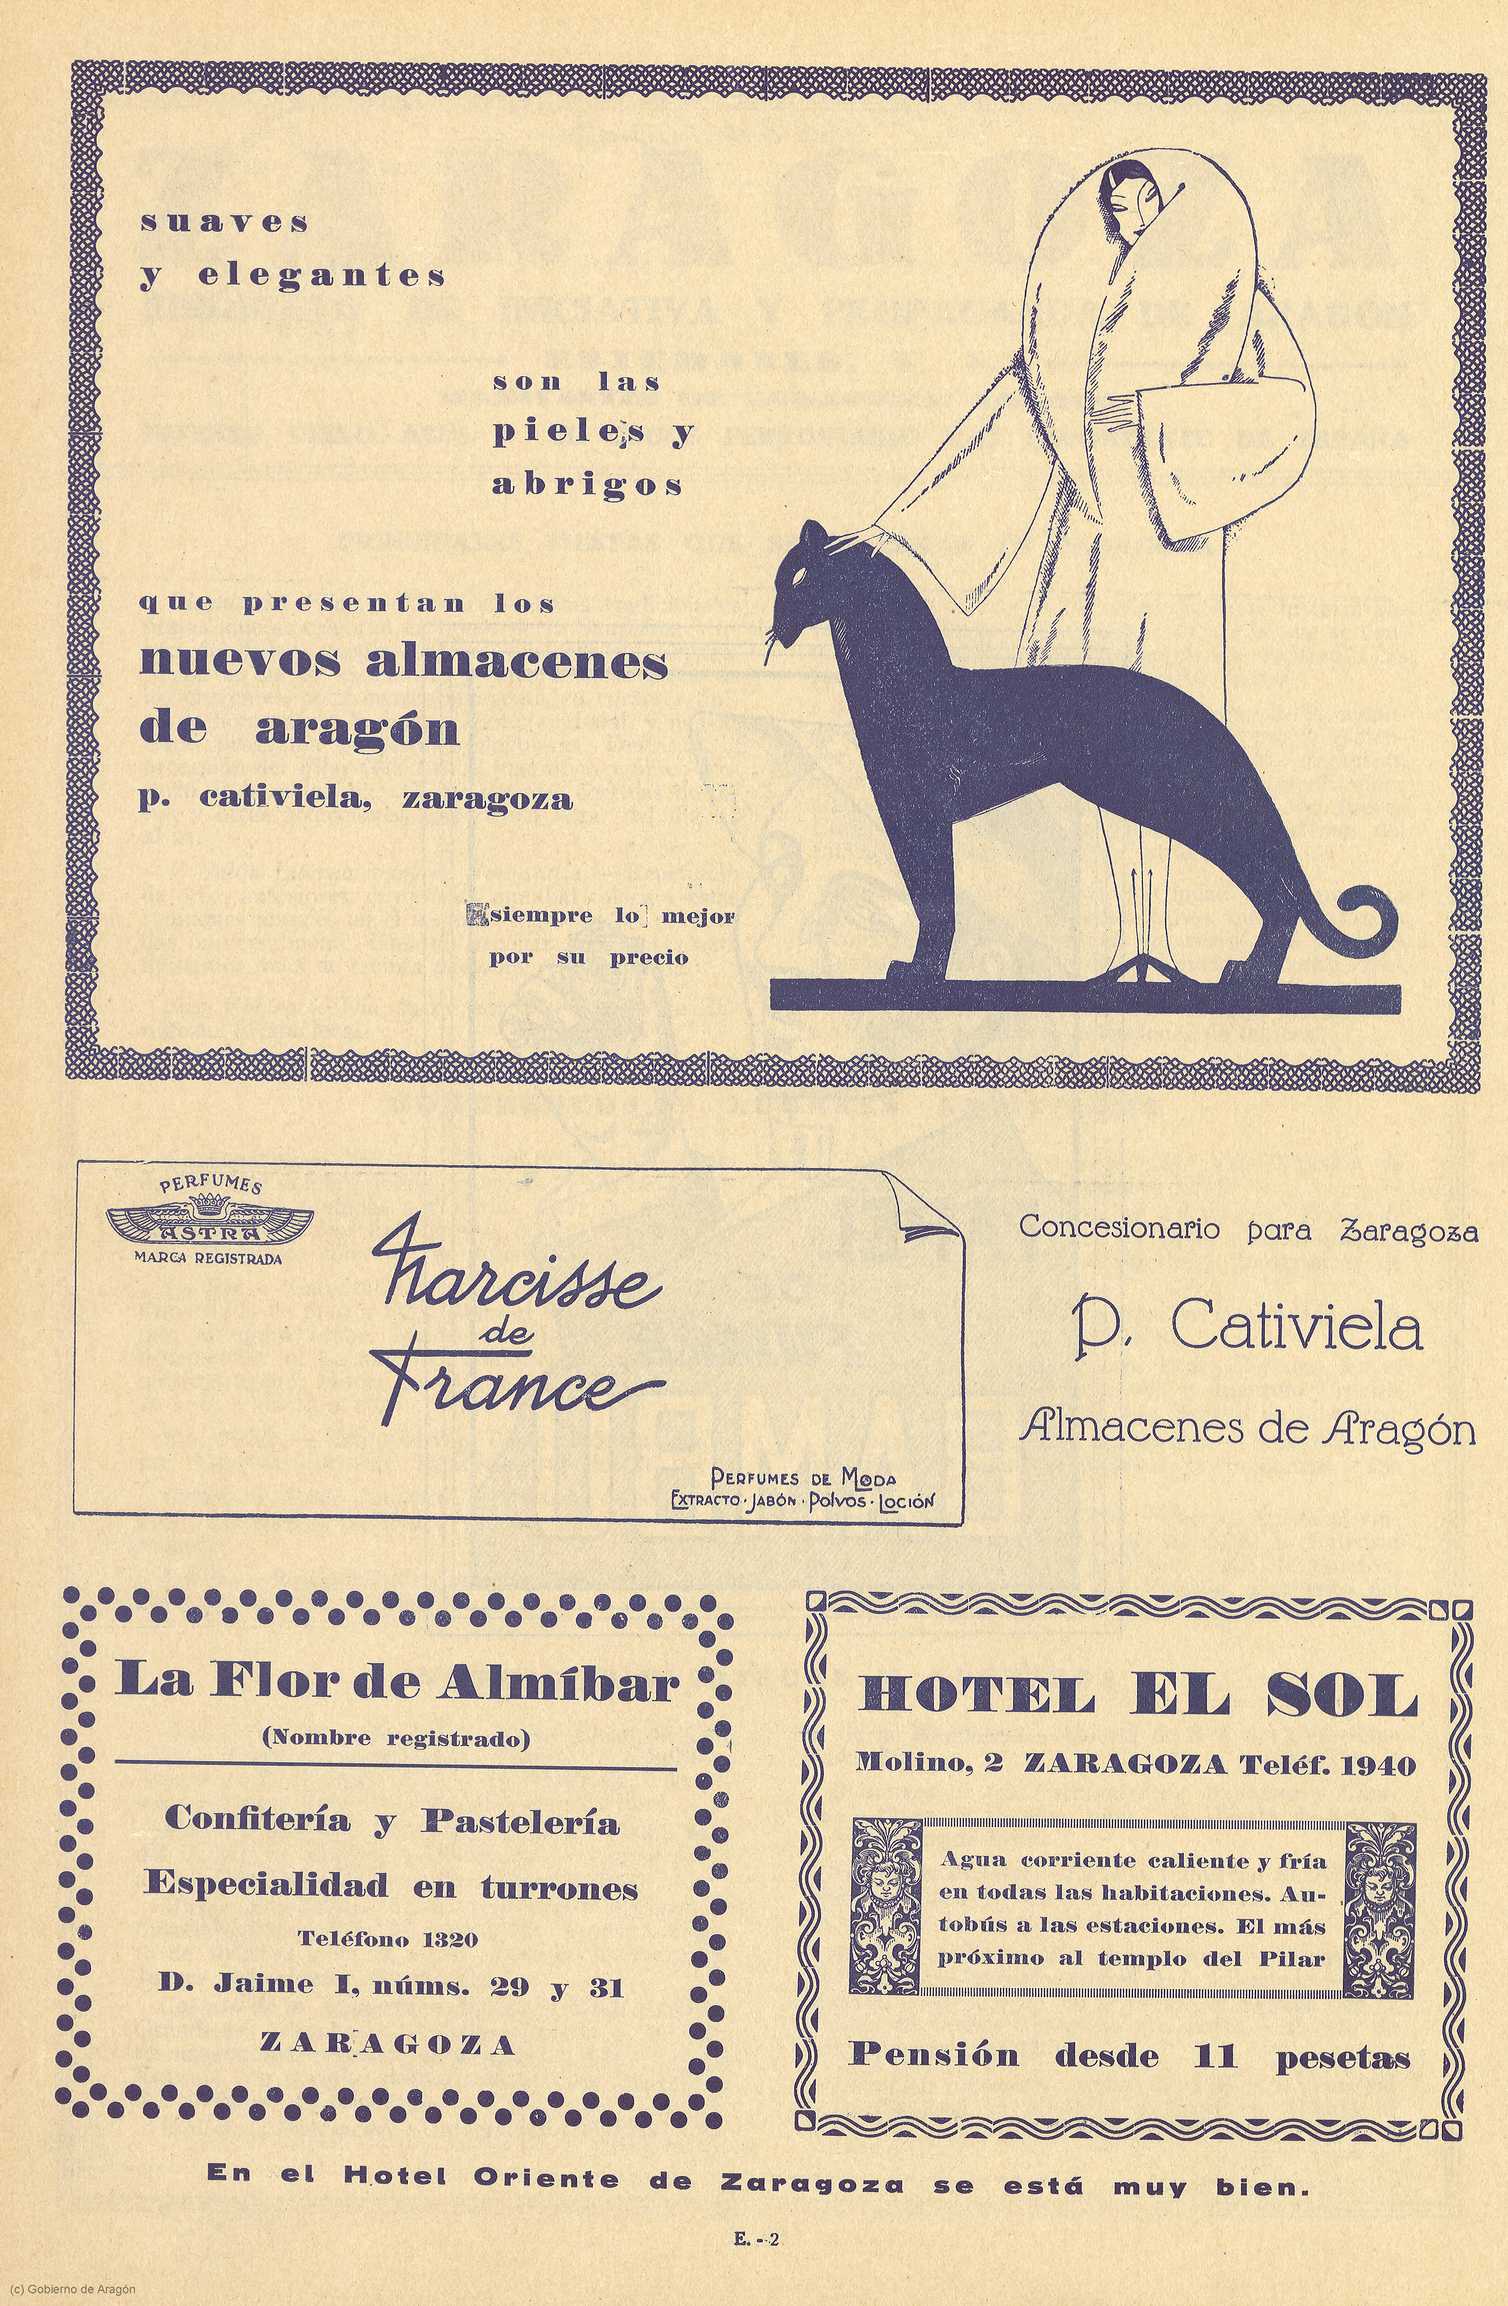 suaves
y elegantes
son las
pieles y
abrigos
que presentan los
nuevos almacenes
de aragón
p. cativiela, zaragoza
siempre lo mejor
por su precio
PERFUMES
ASTRA
MARCA REGISTRADA
Narcisse
de
France
PERFUMES DE MODA
EXTRACTO · JABÓN · POLVOS · LOCIÓN
Concesionario para Zaragoza
P. Cativiela
Almacenes de Aragón
La Flor de Almíbar
(Nombre registrado)
Confitería y Pastelería
Especialidad en turrones
Teléfono 1320
D. Jaime I, núms. 29 y 31
ZARAGOZA
HOTEL EL SOL
Molino, 2 ZARAGOZA Teléf. 1940
Agua corriente caliente y fría
en todas las habitaciones. Au-
tobús a las estaciones. El más
próximo al templo del Pilar
Pensión desde 11 pesetas
En el Hotel Oriente de Zaragoza se está muy bien.
E. - 2
(c) Gobierno de Aragón